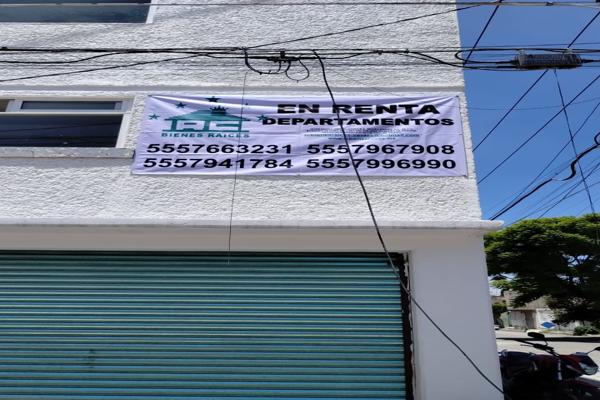 EN RENTA
DEPARTAMENTOS
BIENES RAICES
5557663231 5557967908
5557941784 5557996990